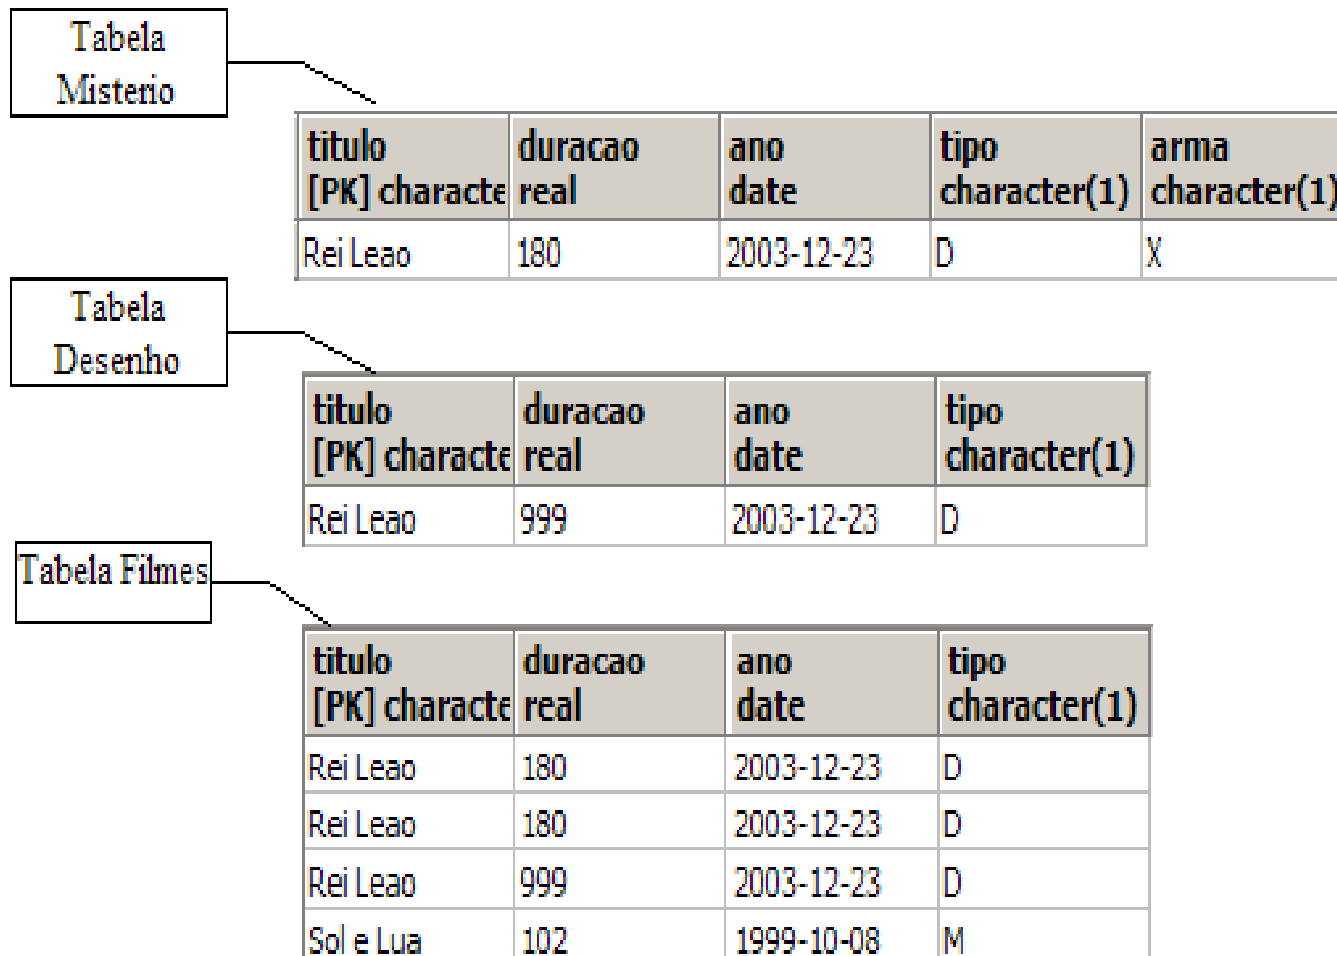 Tabela
Misterio
titulo duracao ano tipo arma
[PK] characte real date character(1) character(1)
Rei Leao 180 2003-12-23 D X
Tabela
Desenho
titulo duracao ano tipo
[PK] characte real date character(1)
Rei Leao 999 2003-12-23 D
Tabela Filmes
titulo duracao ano tipo
[PK] characte real date character(1)
Rei Leao 180 2003-12-23 D
Rei Leao 180 2003-12-23 D
Rei Leao 999 2003-12-23 D
Sol e Lua 102 1999-10-08 M